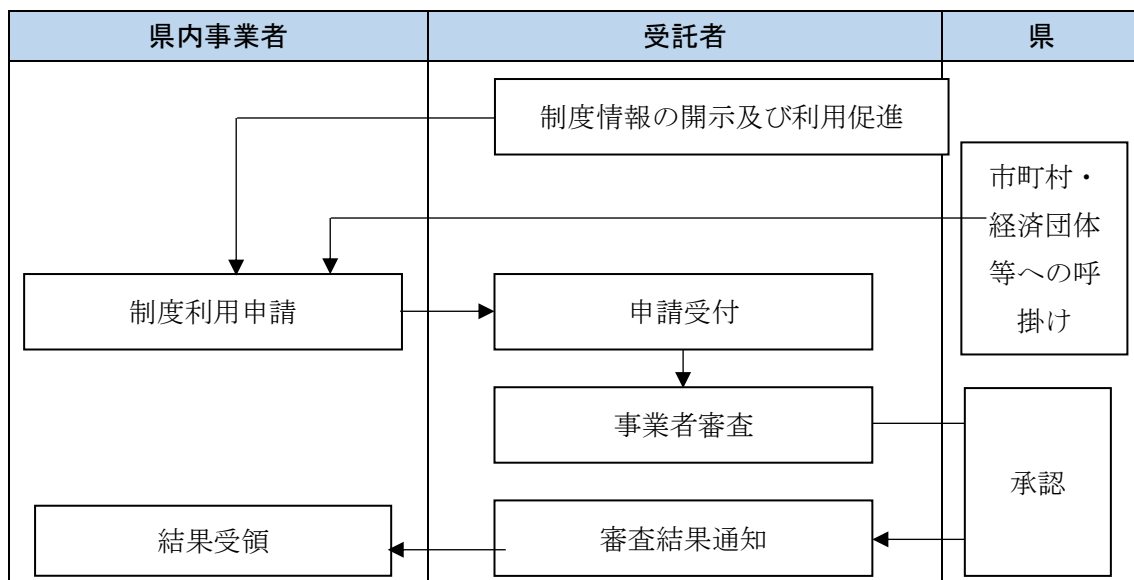 県内事業者
受託者
県
制度情報の開示及び利用促進
市町村・
経済団体
等への呼
掛け
制度利用申請
申請受付
事業者審査
承認
結果受領
審査結果通知